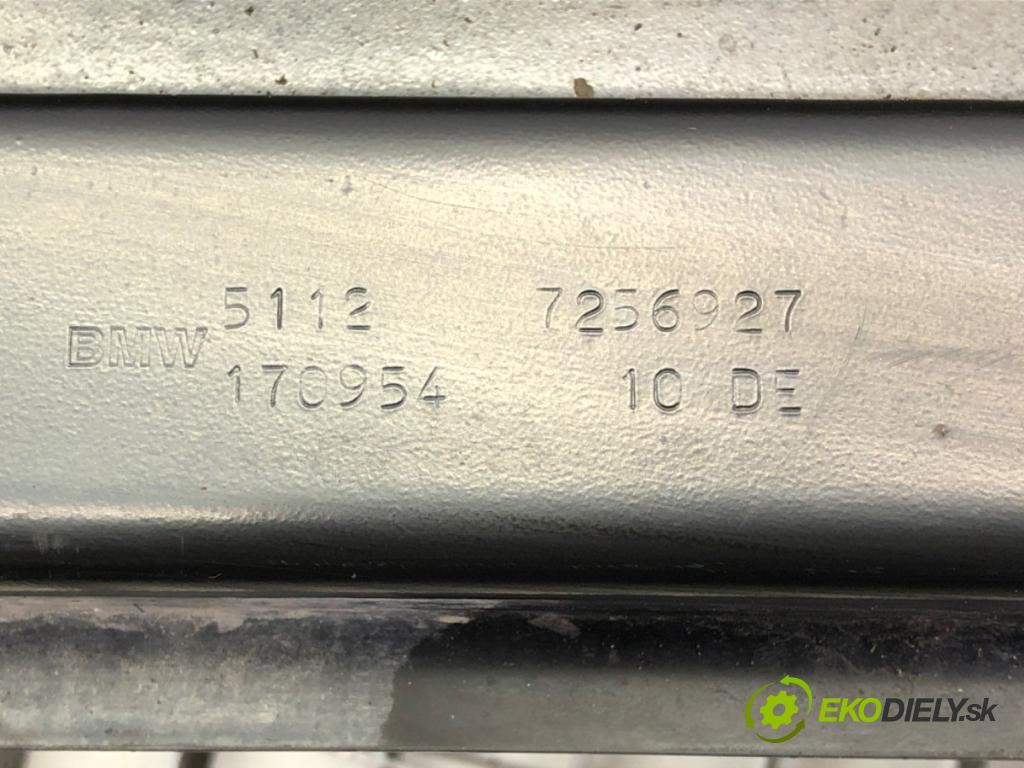 5112 7256927
BMW
170954 10 DE
EKODIELY.sk